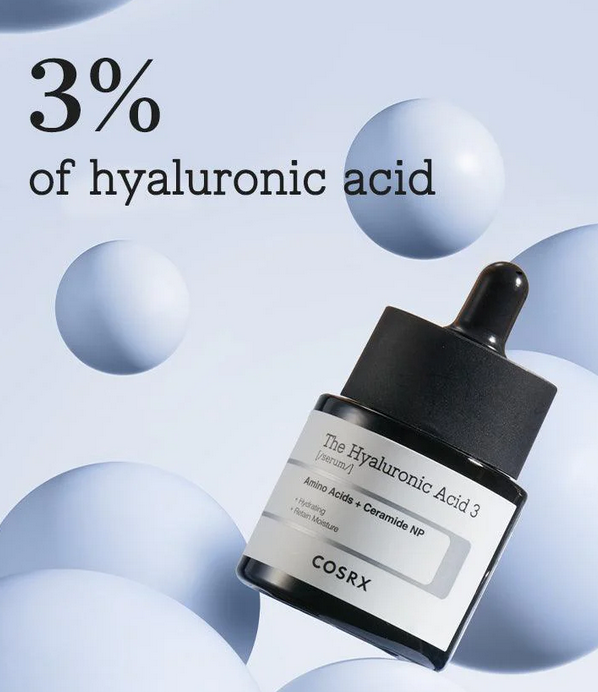 3%
of hyaluronic acid
The Hyaluronic Acid 3
[/serum/]
Amino Acids + Ceramide NP
+ Hydrating
+ Retain Moisture
COSRX